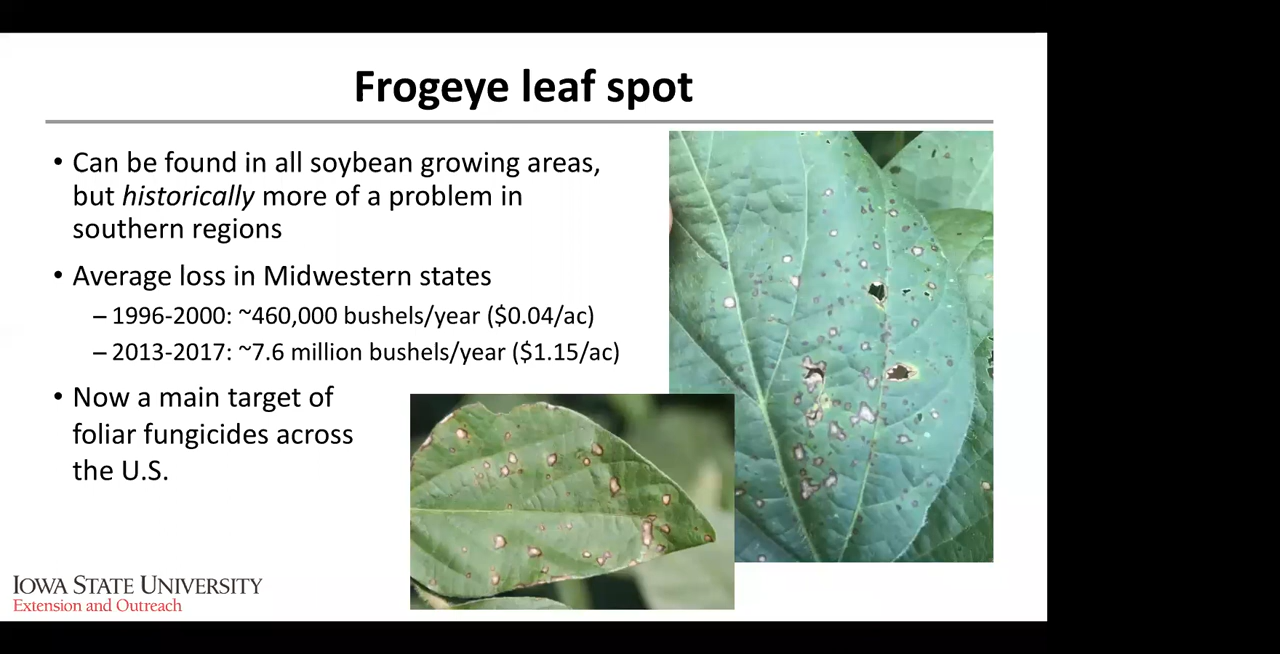 Frogeye leaf spot
• Can be found in all soybean growing areas,
but historically more of a problem in
southern regions
• Average loss in Midwestern states
– 1996-2000: ~460,000 bushels/year ($0.04/ac)
– 2013-2017: ~7.6 million bushels/year ($1.15/ac)
• Now a main target of
foliar fungicides across
the U.S.
IOWA STATE UNIVERSITY
Extension and Outreach